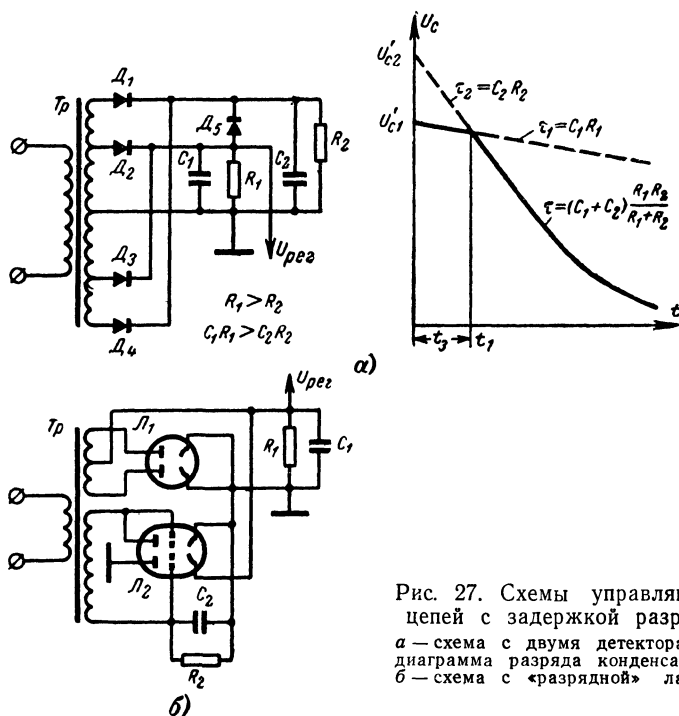 Тр
Д₁
Д₂
Д₃
Д₄
Д₅
C₁
R₁
C₂
R₂
Uрег
R₁>R₂
C₁R₁>C₂R₂
Uc
U'c2
U'c1
τ₂=C₂R₂
τ₁=C₁R₁
τ=(C₁+C₂) R₁R₂/R₁+R₂
t₃
t₁
t
а)
Тр
Л₁
Л₂
Uрег
R₁
C₁
C₂
R₂
б)
Рис. 27. Схемы управля
цепей с задержкой разр
а — схема с двумя детектора
диаграмма разряда конденса
б — схема с «разрядной» ла